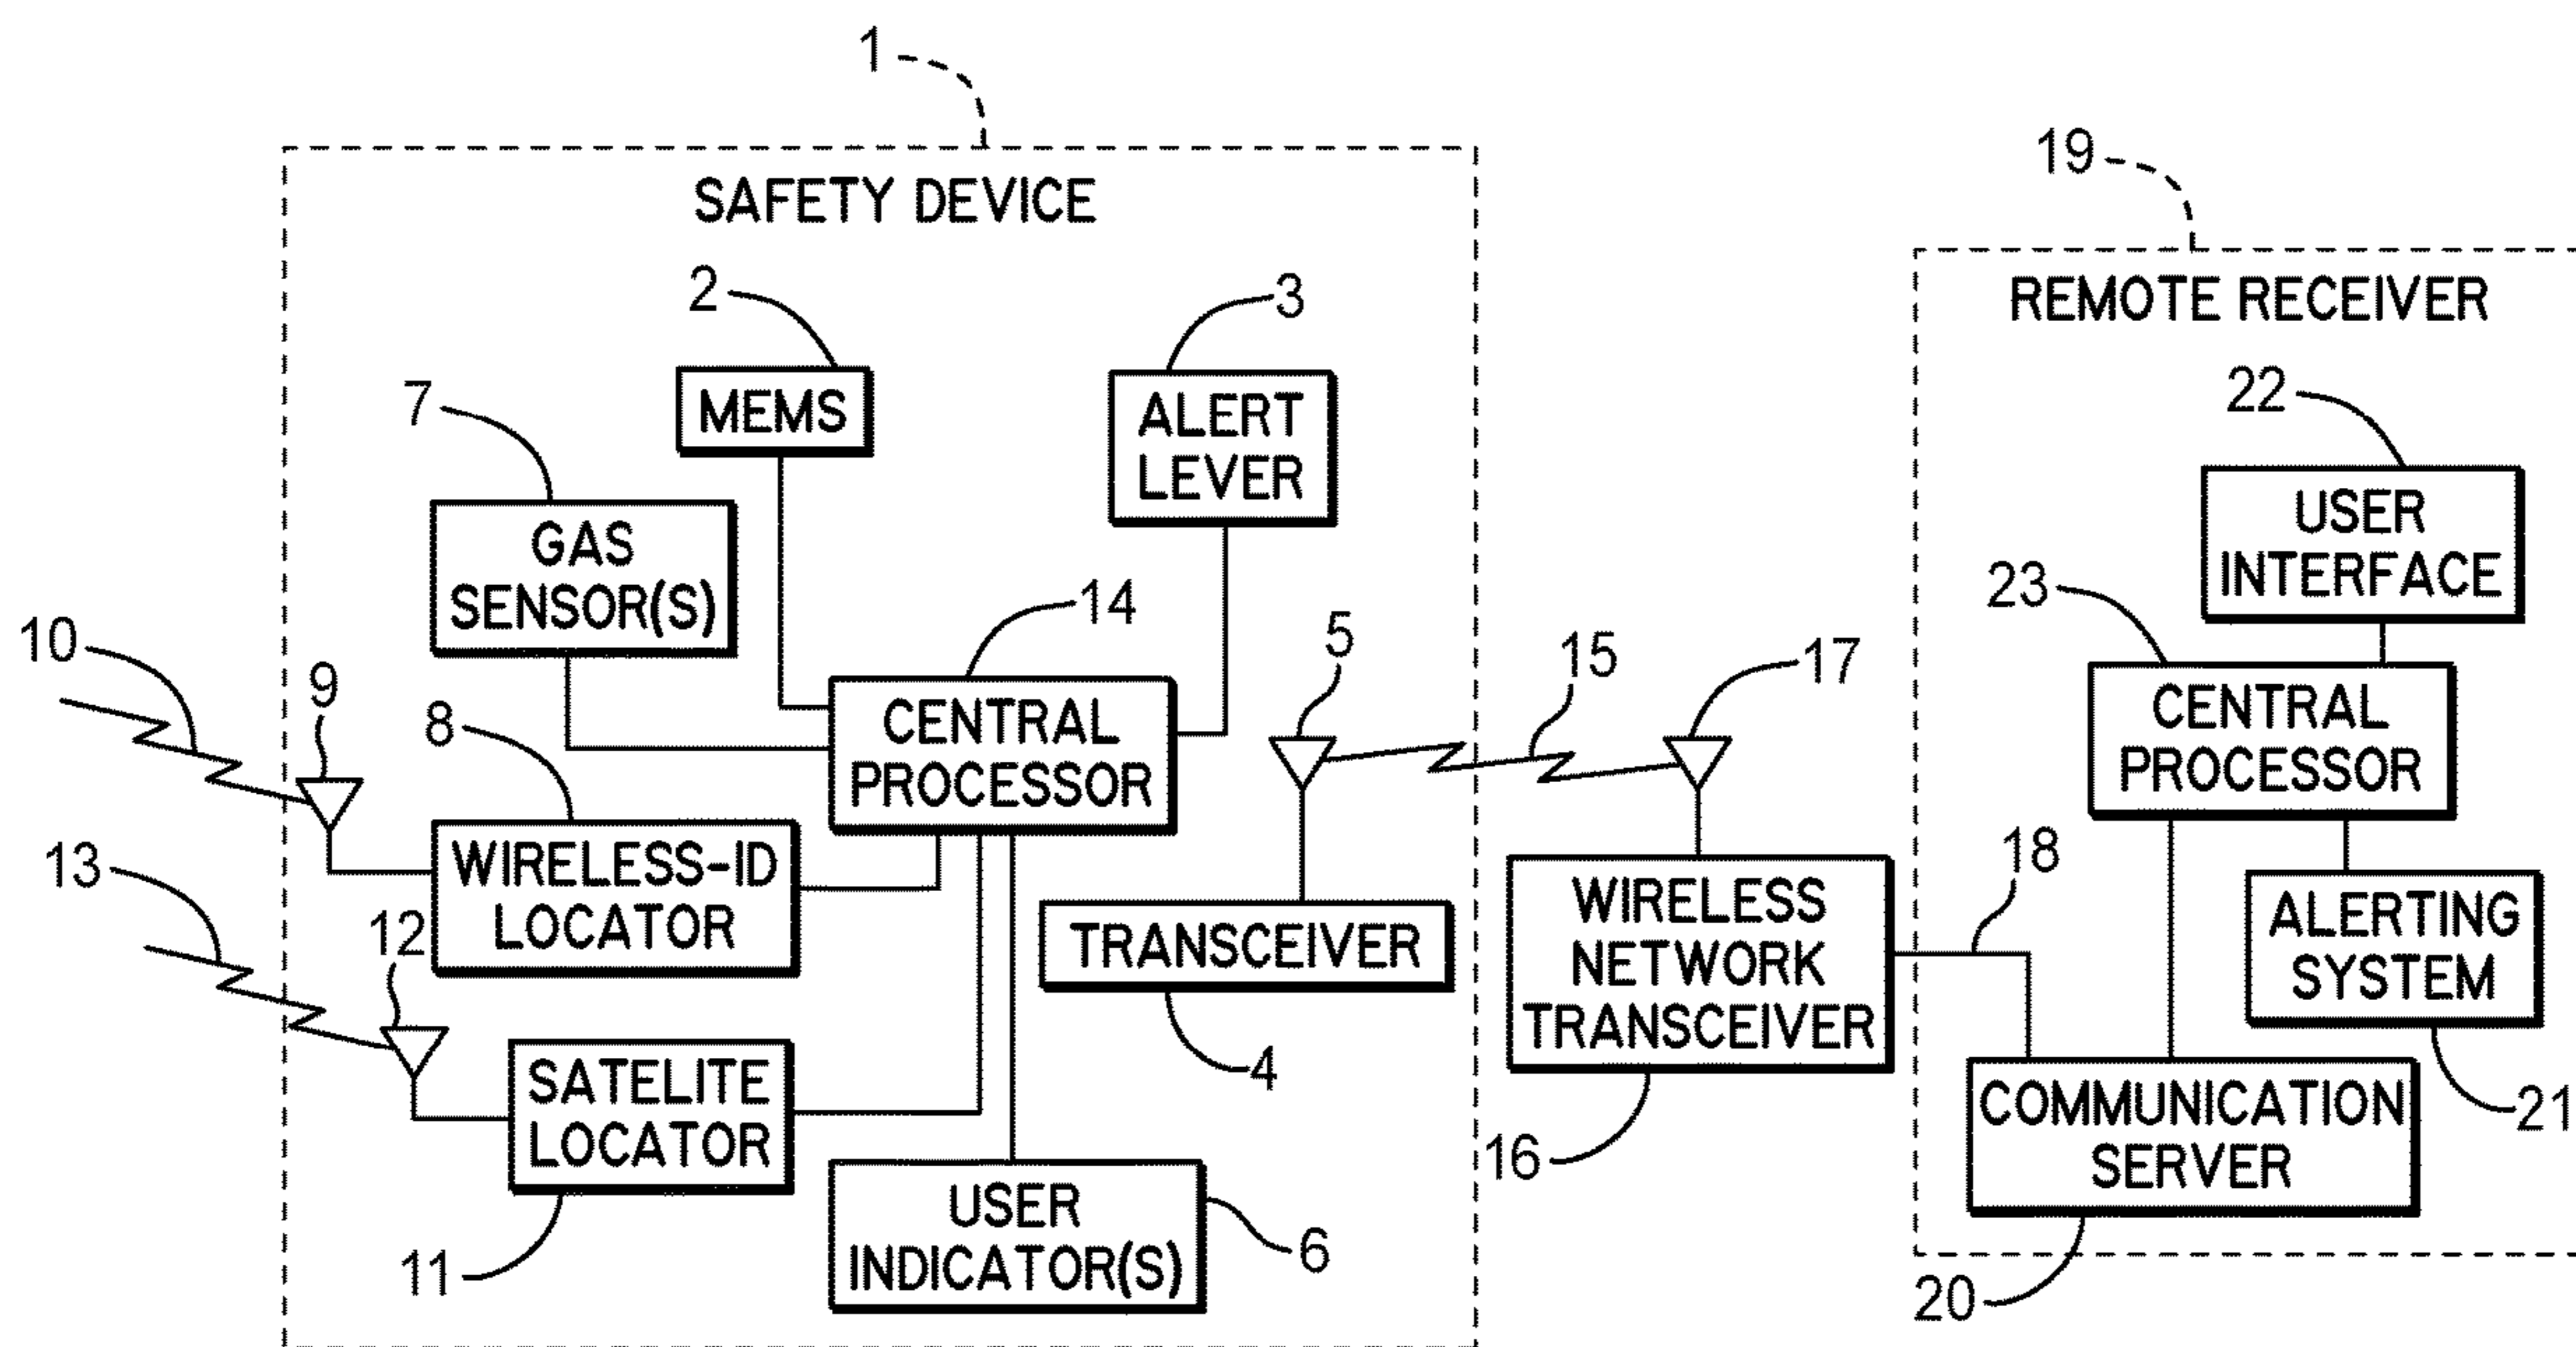 1
SAFETY DEVICE
19
REMOTE RECEIVER
2
3
MEMS
ALERT
LEVER
7
GAS
SENSOR(S)
22
USER
INTERFACE
14
CENTRAL
PROCESSOR
5
15
17
23
CENTRAL
PROCESSOR
10
9
8
WIRELESS-ID
LOCATOR
13
12
TRANSCEIVER
4
WIRELESS
NETWORK
TRANSCEIVER
16
18
ALERTING
SYSTEM
21
SATELITE
LOCATOR
11
USER
INDICATOR(S)
6
COMMUNICATION
SERVER
20